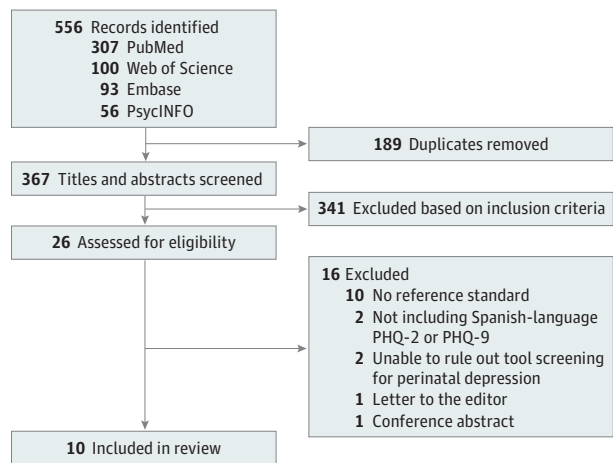 556 Records identified
307 PubMed
100 Web of Science
93 Embase
56 PsycINFO
189 Duplicates removed
367 Titles and abstracts screened
341 Excluded based on inclusion criteria
26 Assessed for eligibility
16 Excluded
10 No reference standard
2 Not including Spanish-language
PHQ-2 or PHQ-9
2 Unable to rule out tool screening
for perinatal depression
1 Letter to the editor
1 Conference abstract
10 Included in review